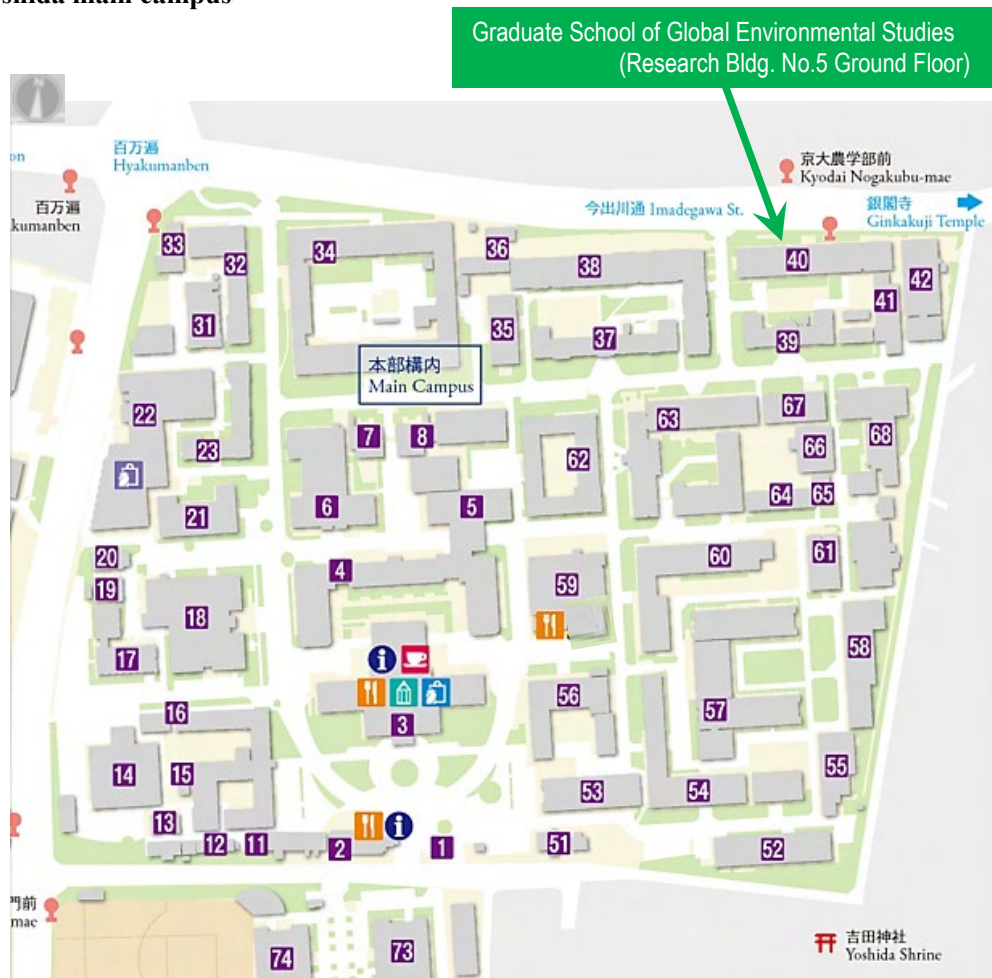 shida main campus
Graduate School of Global Environmental Studies
(Research Bldg. No.5 Ground Floor)
百万遍
Hyakumanben
on
百万遍
kumanben
京大農学部前
Kyodai Nogakubu-mae
今出川通 Imadegawa St.
銀閣寺
Ginkakuji Temple
33
32
34
36
38
40
42
31
35
37
39
41
本部構内
Main Campus
22
23
7
8
63
67
68
62
66
6
5
64
65
21
20
4
59
60
61
19
18
17
58
16
3
56
57
14
15
53
54
55
13
12
11
2
1
51
52
門前
mae
74
73
吉田神社
Yoshida Shrine